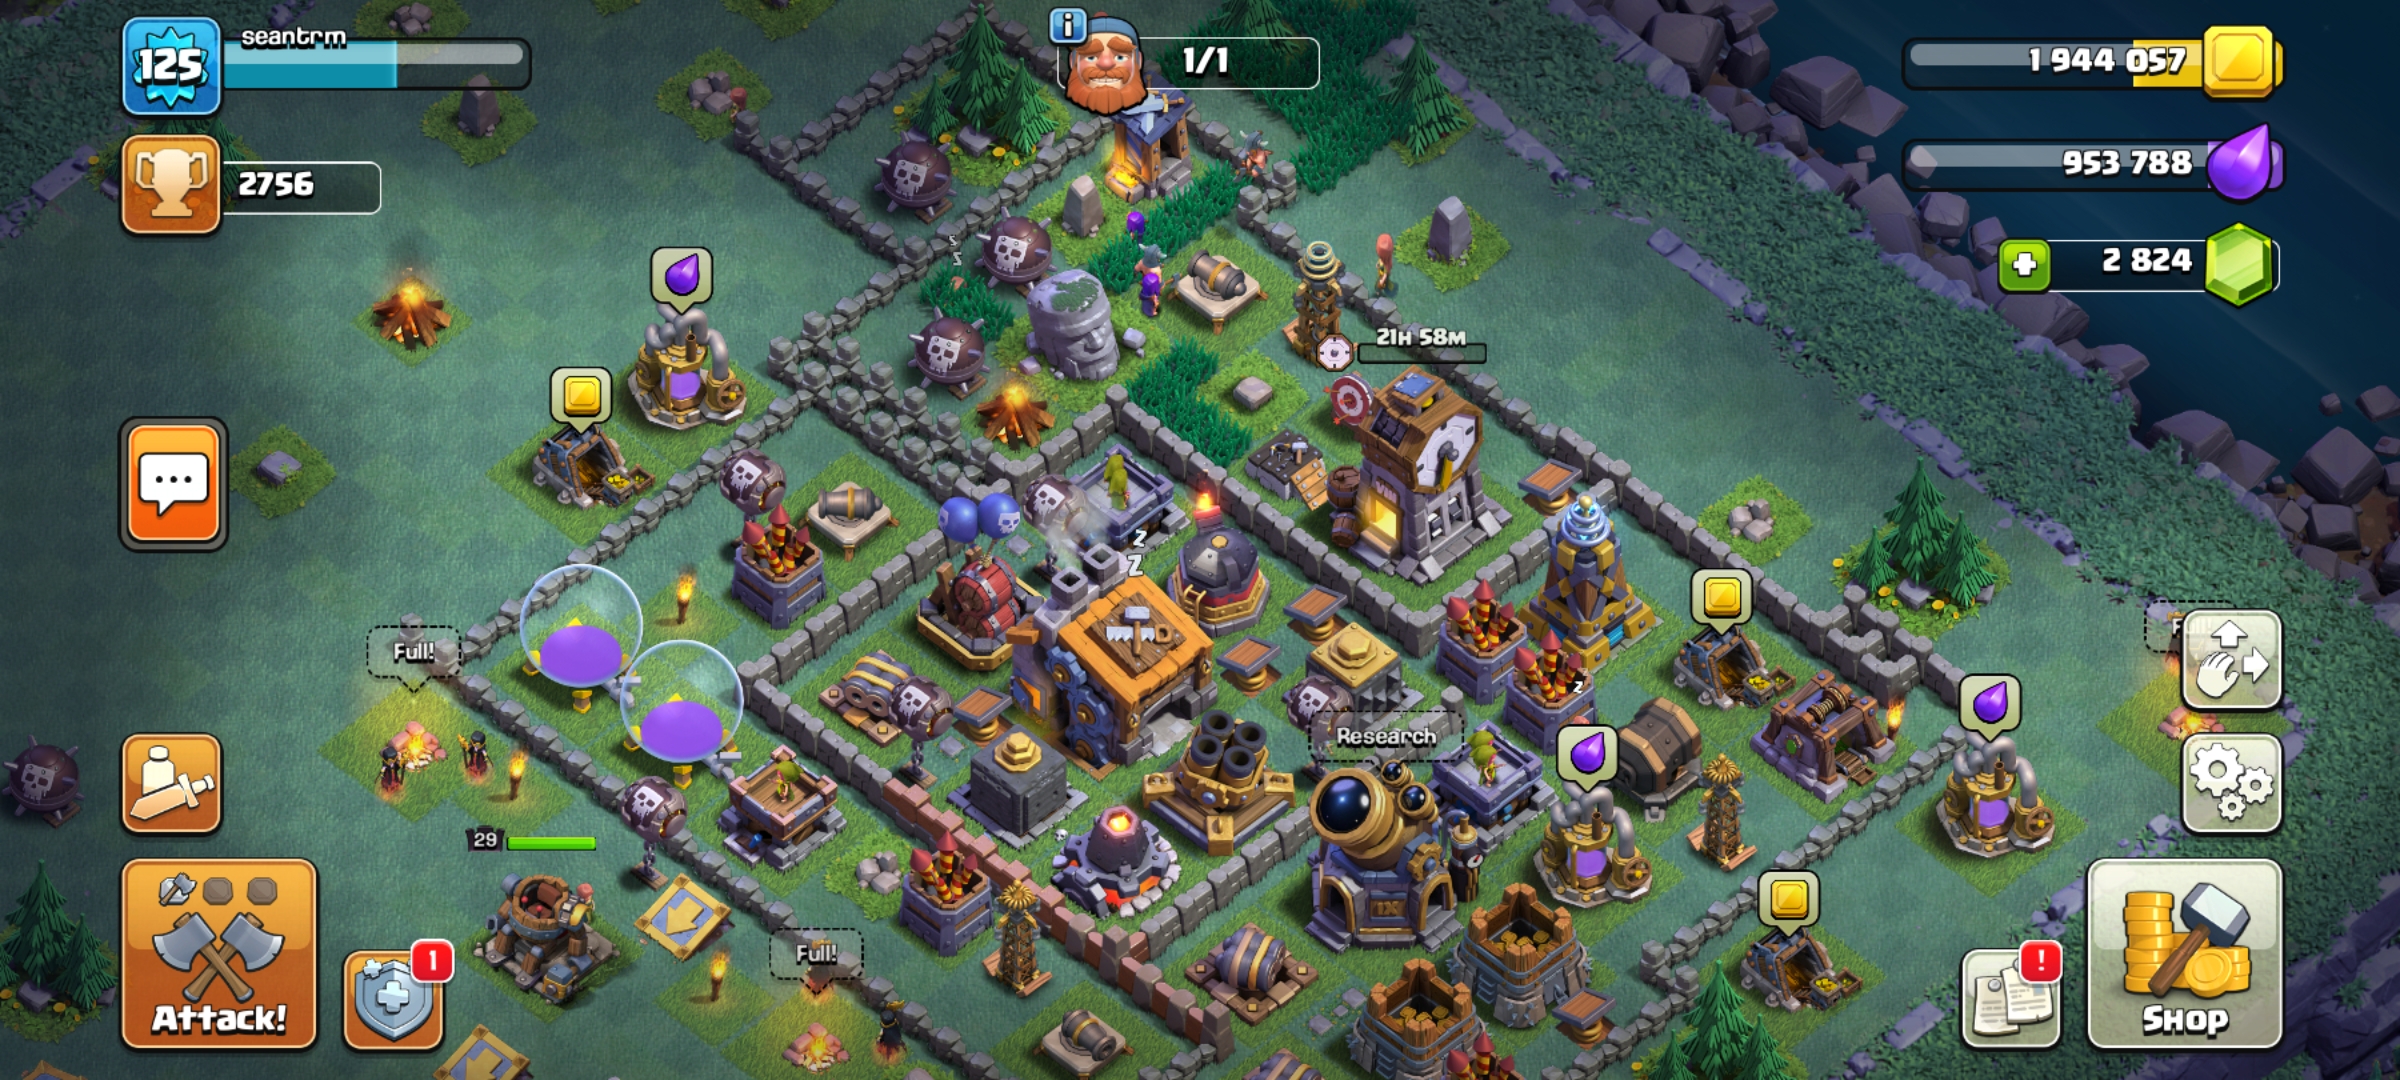 125
seantrm
1/1
1 944 057
2756
953 788
2 824
21H 58M
Full!
Research
29
Full!
1
Attack!
!
Shop
IX
z
z
z
z
z